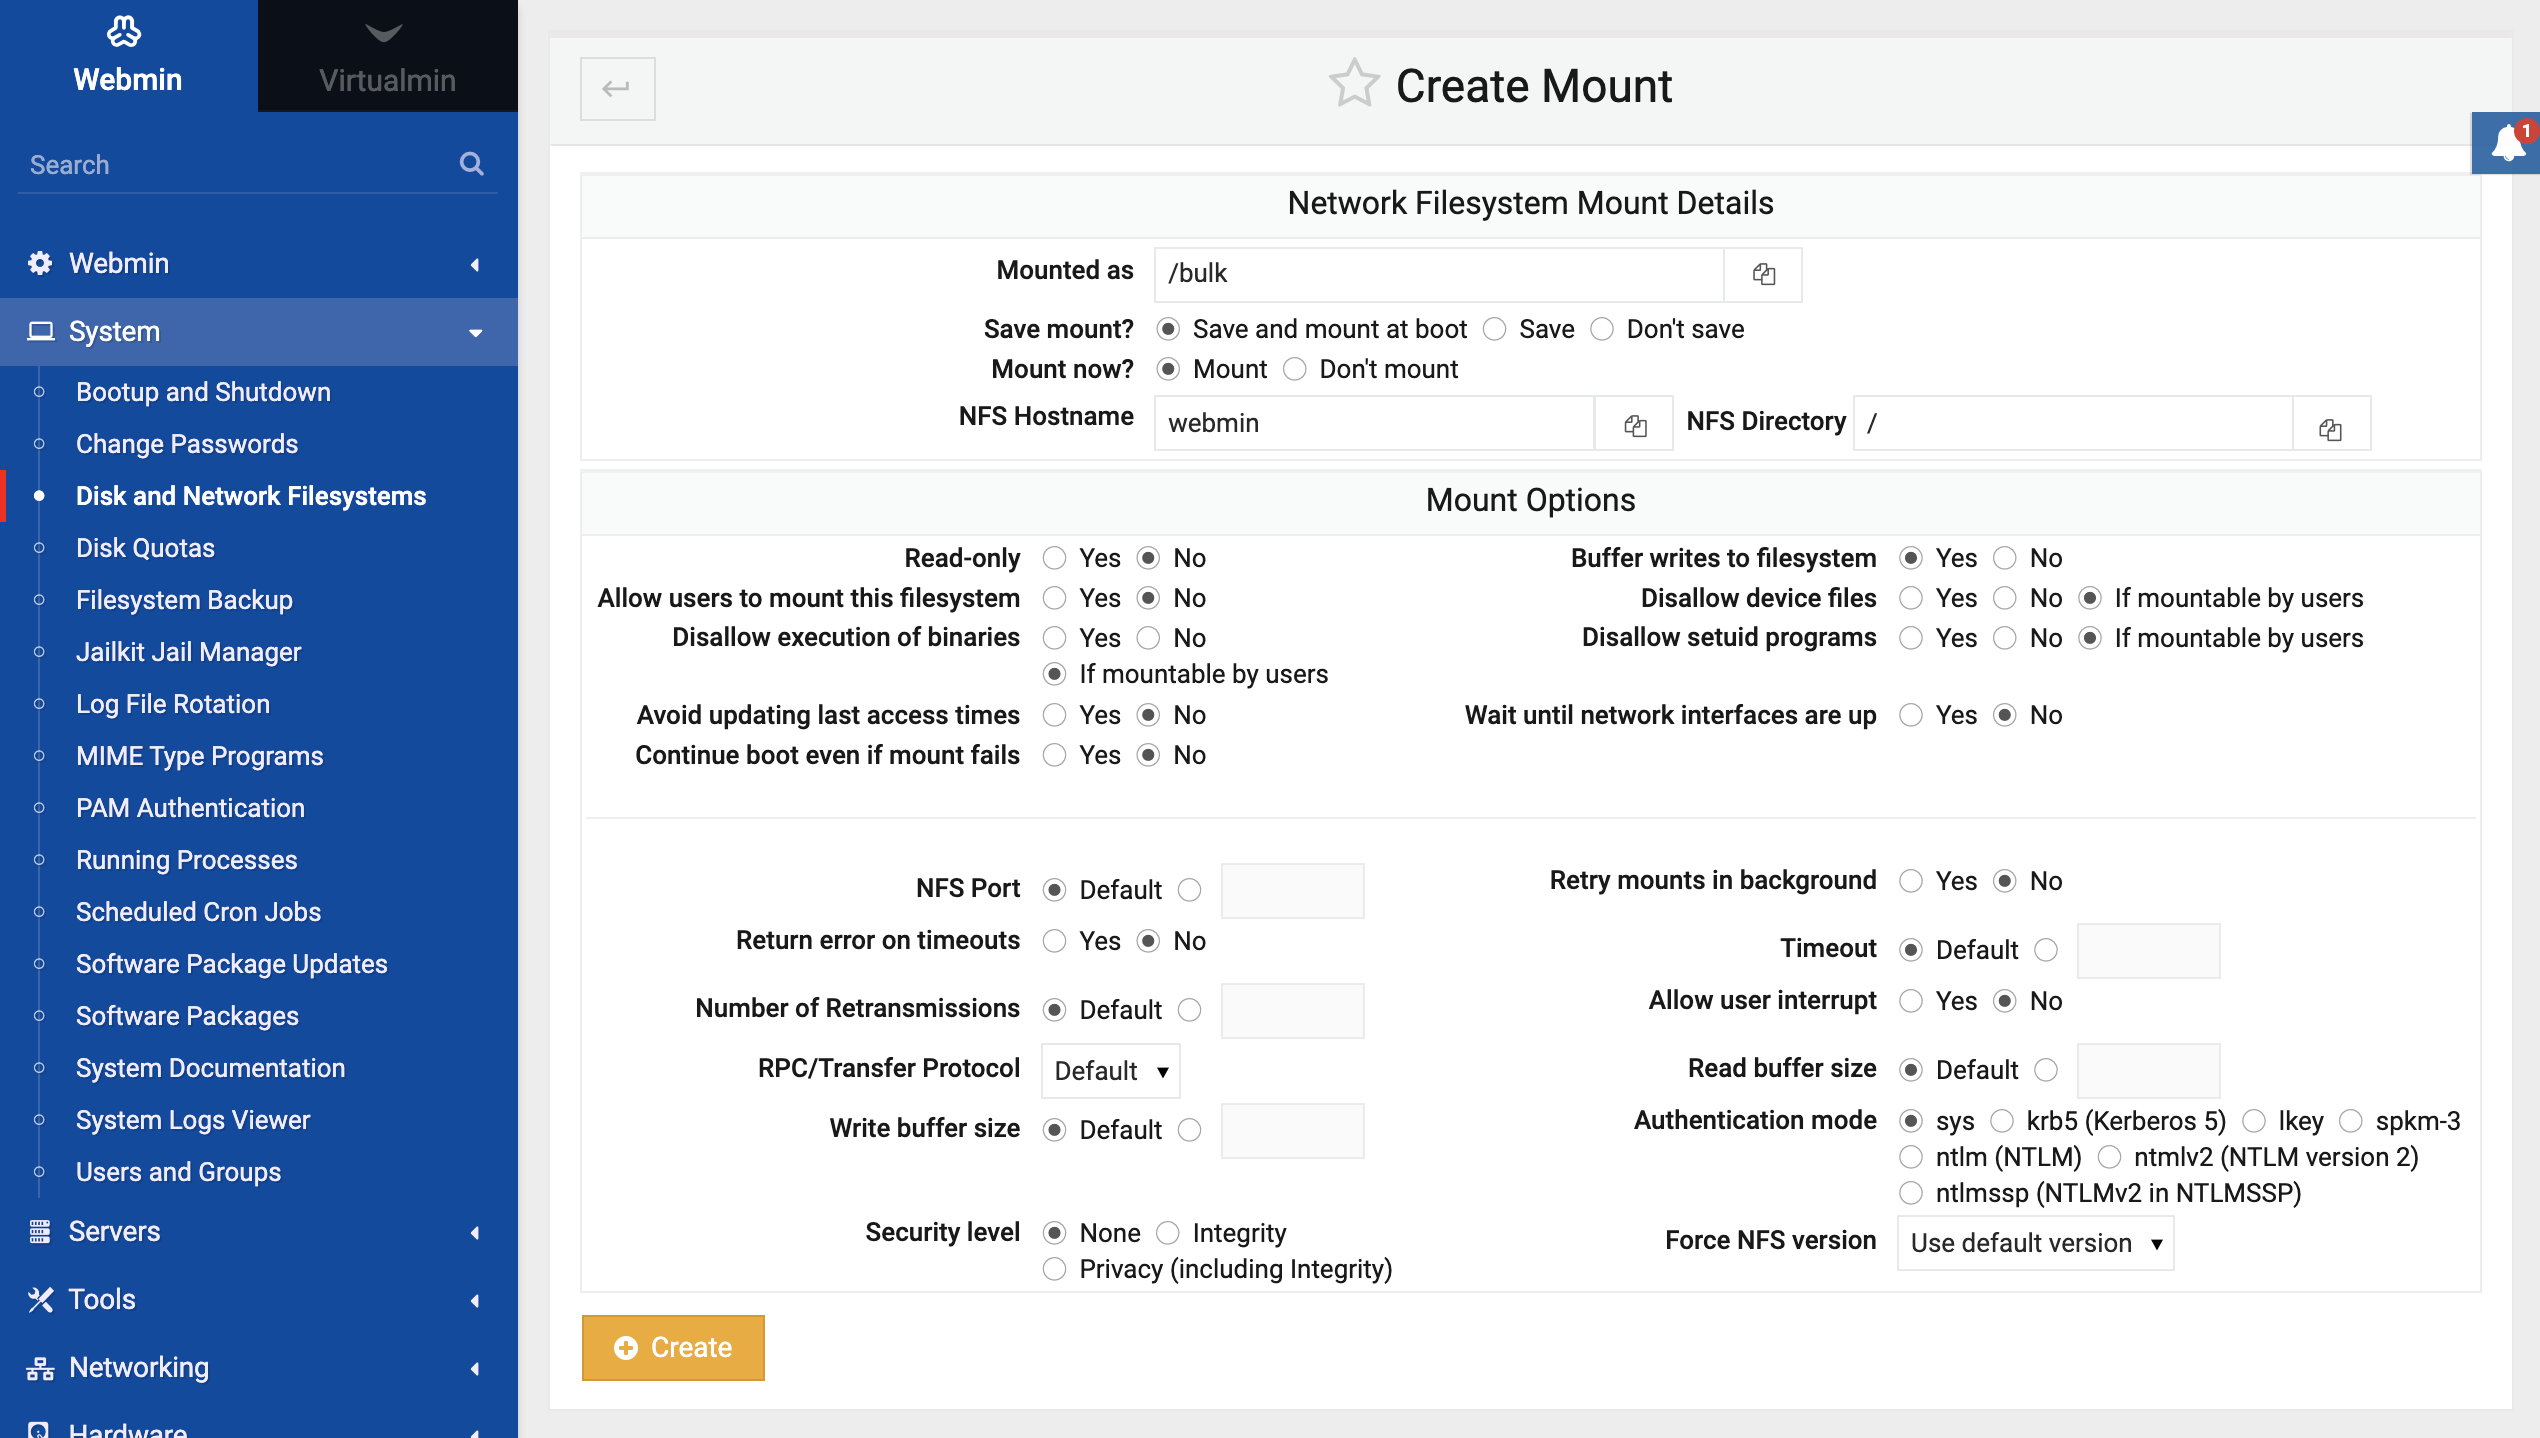 Webmin
Virtualmin
Search
Webmin
System
Bootup and Shutdown
Change Passwords
Disk and Network Filesystems
Disk Quotas
Filesystem Backup
Jailkit Jail Manager
Log File Rotation
MIME Type Programs
PAM Authentication
Running Processes
Scheduled Cron Jobs
Software Package Updates
Software Packages
System Documentation
System Logs Viewer
Users and Groups
Servers
Tools
Networking
Hardware
Create Mount
1
Network Filesystem Mount Details
Mounted as /bulk
Save mount? Save and mount at boot Save Don't save
Mount now? Mount Don't mount
NFS Hostname webmin NFS Directory /
Mount Options
Read-only Yes No Buffer writes to filesystem Yes No
Allow users to mount this filesystem Yes No Disallow device files Yes No If mountable by users
Disallow execution of binaries Yes No Disallow setuid programs Yes No If mountable by users
If mountable by users
Avoid updating last access times Yes No Wait until network interfaces are up Yes No
Continue boot even if mount fails Yes No
NFS Port Default Retry mounts in background Yes No
Return error on timeouts Yes No Timeout Default
Number of Retransmissions Default Allow user interrupt Yes No
RPC/Transfer Protocol Default Read buffer size Default
Write buffer size Default Authentication mode sys krb5 (Kerberos 5) lkey spkm-3
ntlm (NTLM) ntmlv2 (NTLM version 2)
ntlmssp (NTLMv2 in NTLMSSP)
Security level None Integrity Force NFS version Use default version
Privacy (including Integrity)
Create